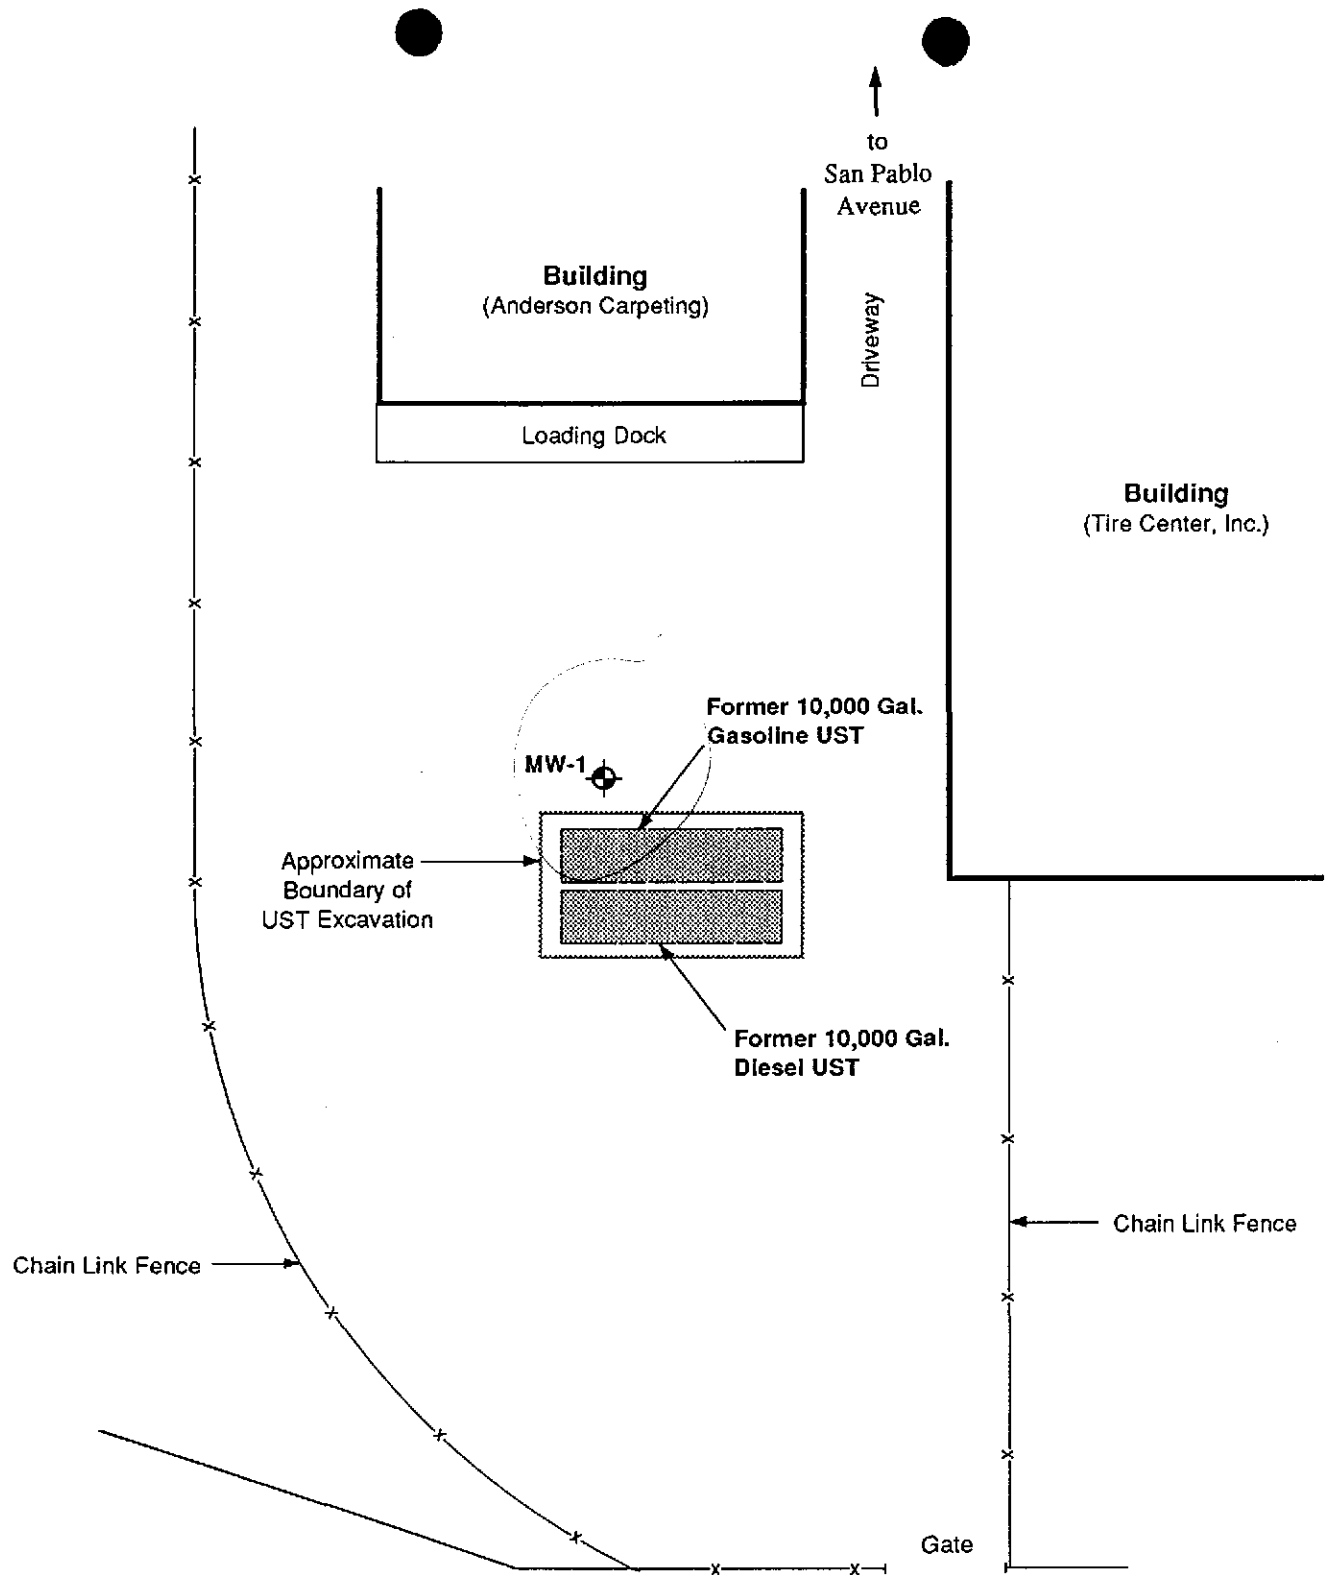 to
San Pablo
Avenue
Building
(Anderson Carpeting)
Driveway
Loading Dock
Building
(Tire Center, Inc.)
Former 10,000 Gal.
Gasoline UST
MW-1
Approximate
Boundary of
UST Excavation
Former 10,000 Gal.
Diesel UST
Chain Link Fence
Chain Link Fence
Gate